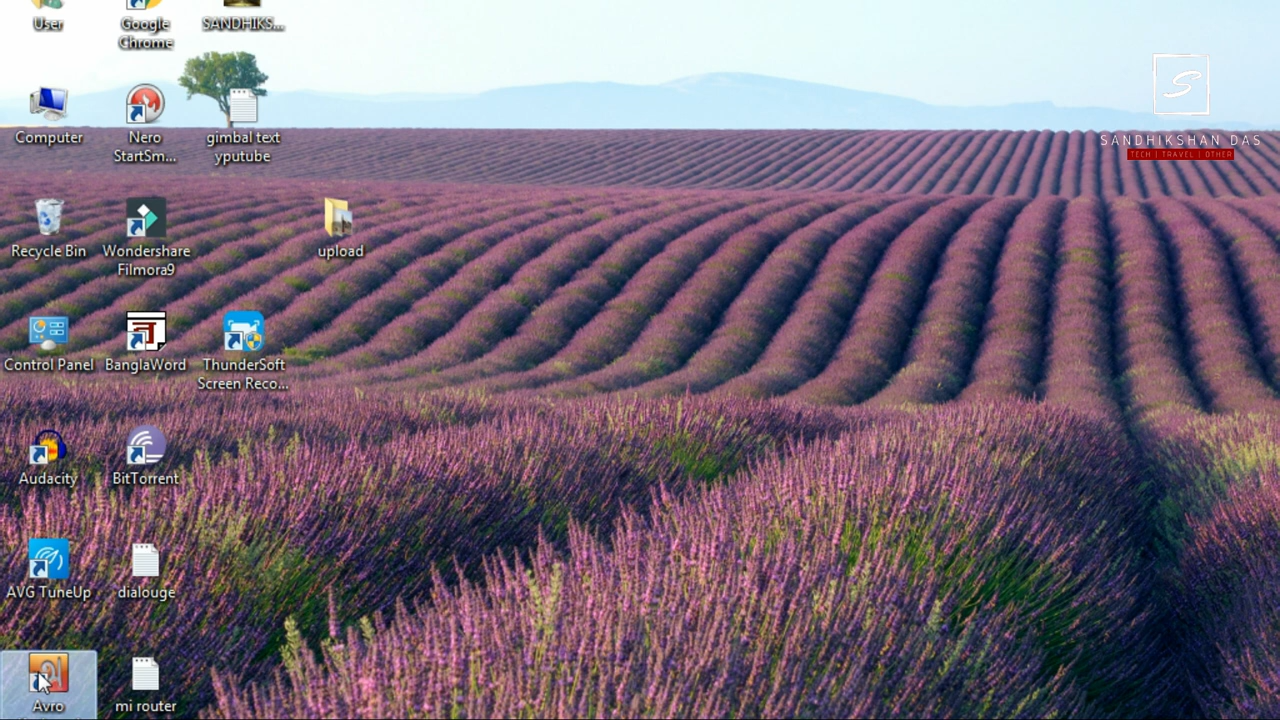 User
Google
Chrome
SANDHIKS...
Computer
Nero
StartSm...
gimbal text
yputube
SANDHIKSHAN DAS
TECH | TRAVEL | OTHER
Recycle Bin
Wondershare
Filmora9
upload
Control Panel
BanglaWord
ThunderSoft
Screen Reco...
Audacity
BitTorrent
AVG TuneUp
dialouge
Avro
mi router